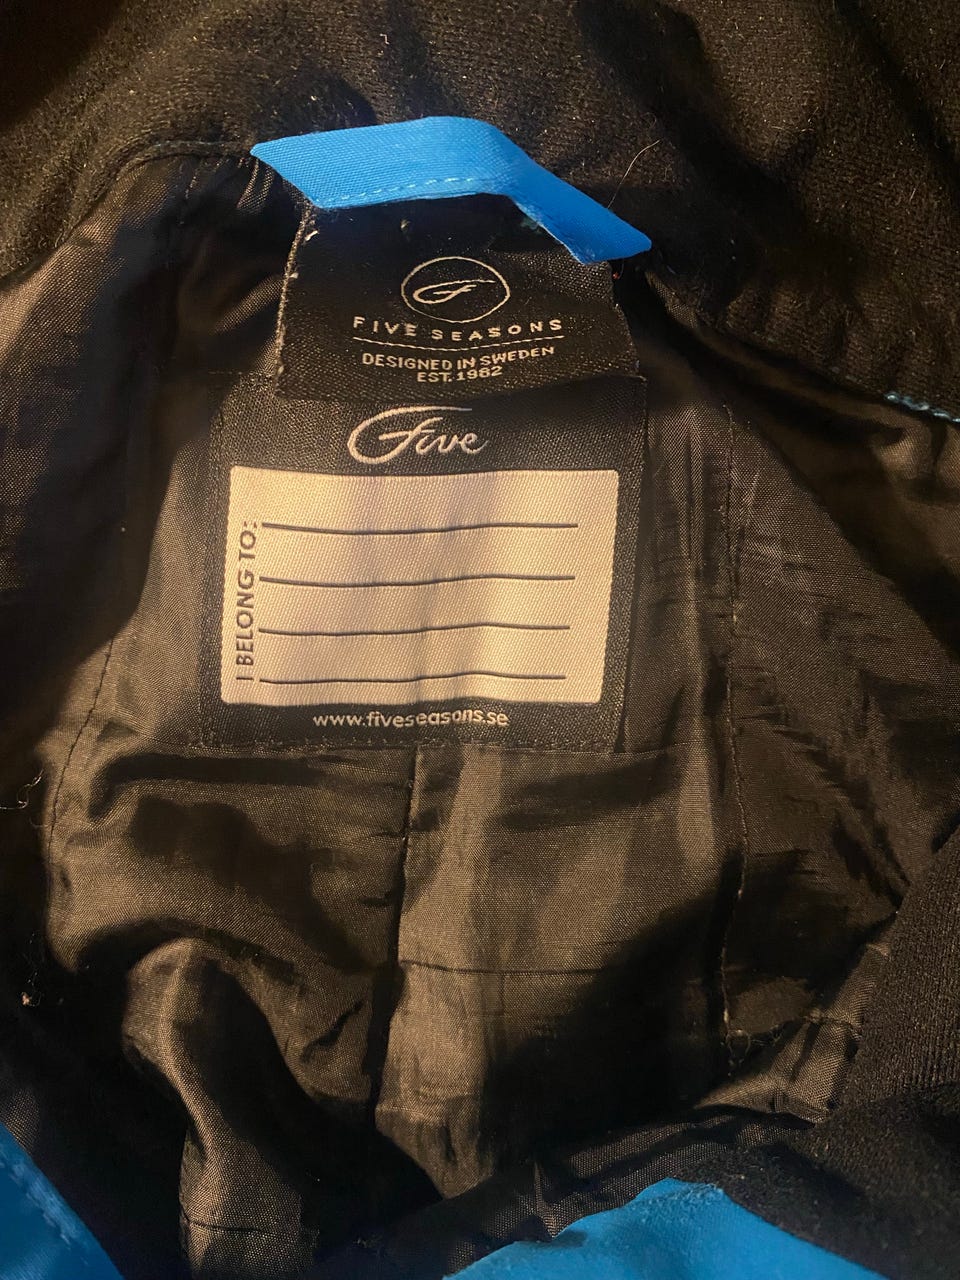 F
FIVE SEASONS
DESIGNED IN SWEDEN
EST.1982
Five
I BELONG TO:
www.fiveseasons.se